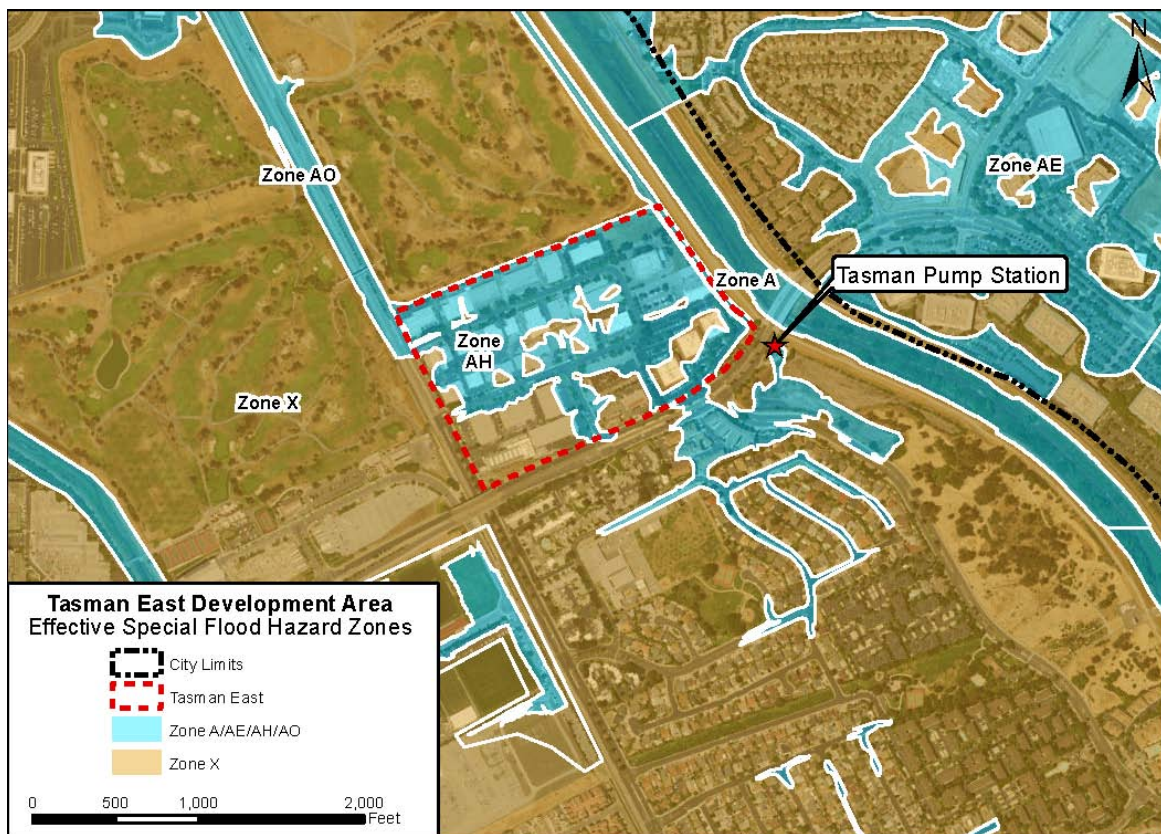 N
Zone AO
Zone AE
Zone A
Tasman Pump Station
Zone
AH
Zone X
Tasman East Development Area
Effective Special Flood Hazard Zones
City Limits
Tasman East
Zone A/AE/AH/AO
Zone X
0 500 1,000 2,000
Feet